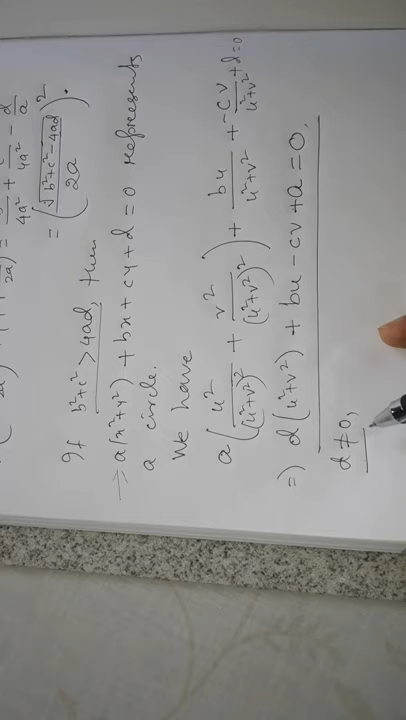 4a² + 4a² - d/a
= (√(b²+c²-4ad) / 2a)².
If b²+c² > 4ad, then
→ a(x²+y²) + bx + cy + d = 0 represents
a circle.
We have
a(u²/(u²+v²)² + v²/(u²+v²)²) + bu/(u²+v²) + -cv/(u²+v²) + d = 0
=) d(u²+v²) + bu - cv + a = 0.
d ≠ 0,